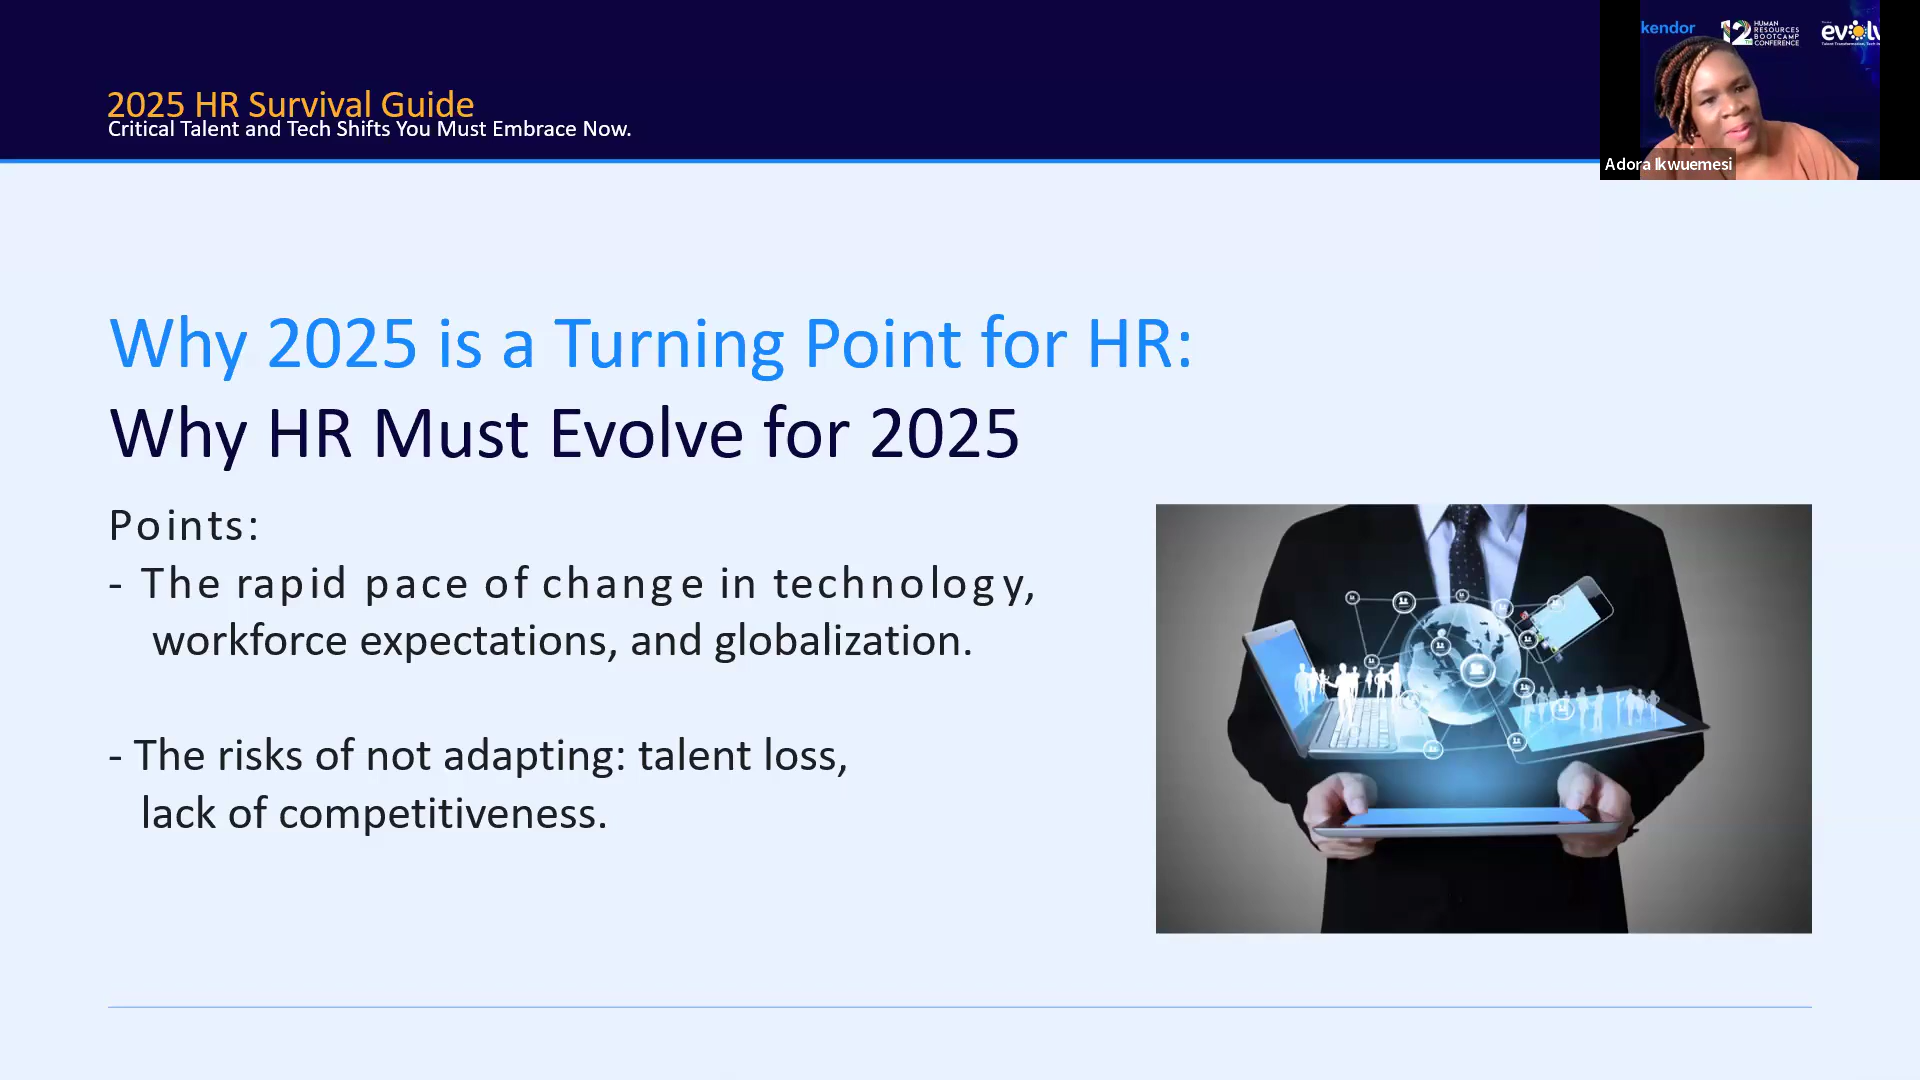 2025 HR Survival Guide
Critical Talent and Tech Shifts You Must Embrace Now.
kendor
12TH
HUMAN
RESOURCES
BOOTCAMP
CONFERENCE
evolv
Adora Ikwuemesi
Why 2025 is a Turning Point for HR:
Why HR Must Evolve for 2025
Points:
- The rapid pace of change in technology,
workforce expectations, and globalization.
- The risks of not adapting: talent loss,
lack of competitiveness.